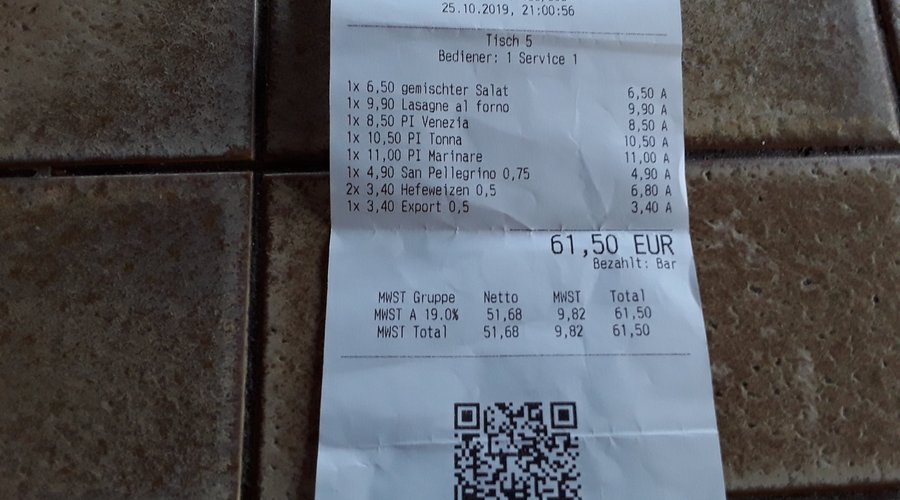 25.10.2019, 21:00:56
Tisch 5
Bediener: 1 Service 1
1x 6,50 gemischter Salat 6,50 A
1x 9,90 Lasagne al forno 9,90 A
1x 8,50 PI Venezia 8,50 A
1x 10,50 PI Tonna 10,50 A
1x 11,00 PI Marinare 11,00 A
1x 4,90 San Pellegrino 0,75 4,90 A
2x 3,40 Hefeweizen 0,5 6,80 A
1x 3,40 Export 0,5 3,40 A
61,50 EUR
Bezahlt: Bar
MWST Gruppe Netto MWST Total
MWST A 19.0% 51,68 9,82 61,50
MWST Total 51,68 9,82 61,50